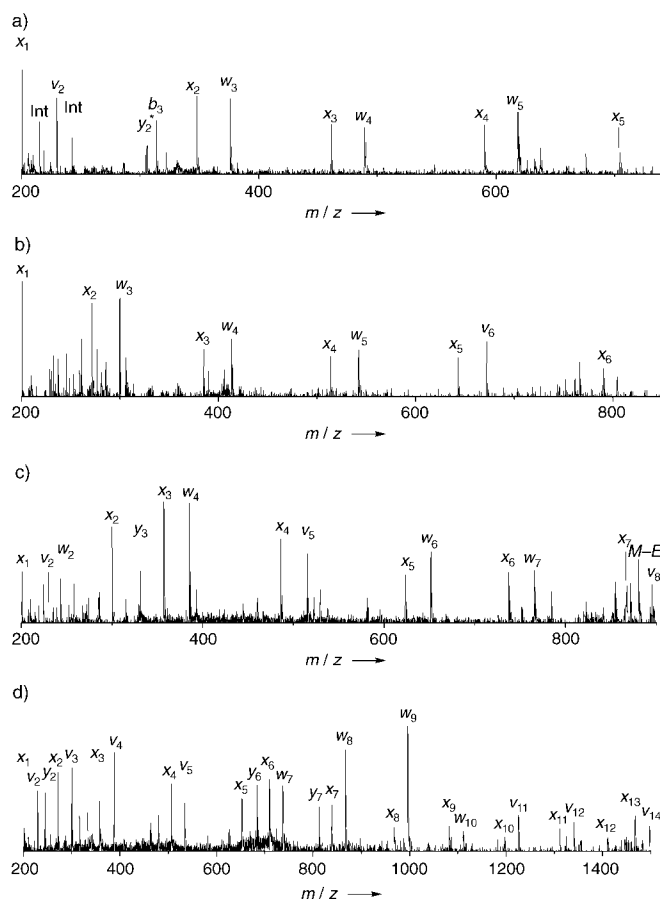 a)
x₁
Int
v₂
Int
y₂*
b₃
x₂
w₃
x₃
w₄
x₄
w₅
x₅
200 400 600
m / z
b)
x₁
x₂
w₃
x₃
w₄
x₄
w₅
x₅
v₆
x₆
200 400 600 800
m / z
c)
x₁
v₂
w₂
x₂
y₃
x₃
w₄
x₄
v₅
x₅
w₆
x₆
w₇
x₇
M–E
v₈
200 400 600 800
m / z
d)
x₁
v₂
y₂
x₂
v₃
x₃
v₄
x₄
v₅
x₅
y₆
x₆
w₇
y₇
x₇
w₈
x₈
w₉
x₉
w₁₀
x₁₀
v₁₁
x₁₁
v₁₂
x₁₂
x₁₃
v₁₄
200 400 600 800 1000 1200 1400
m / z